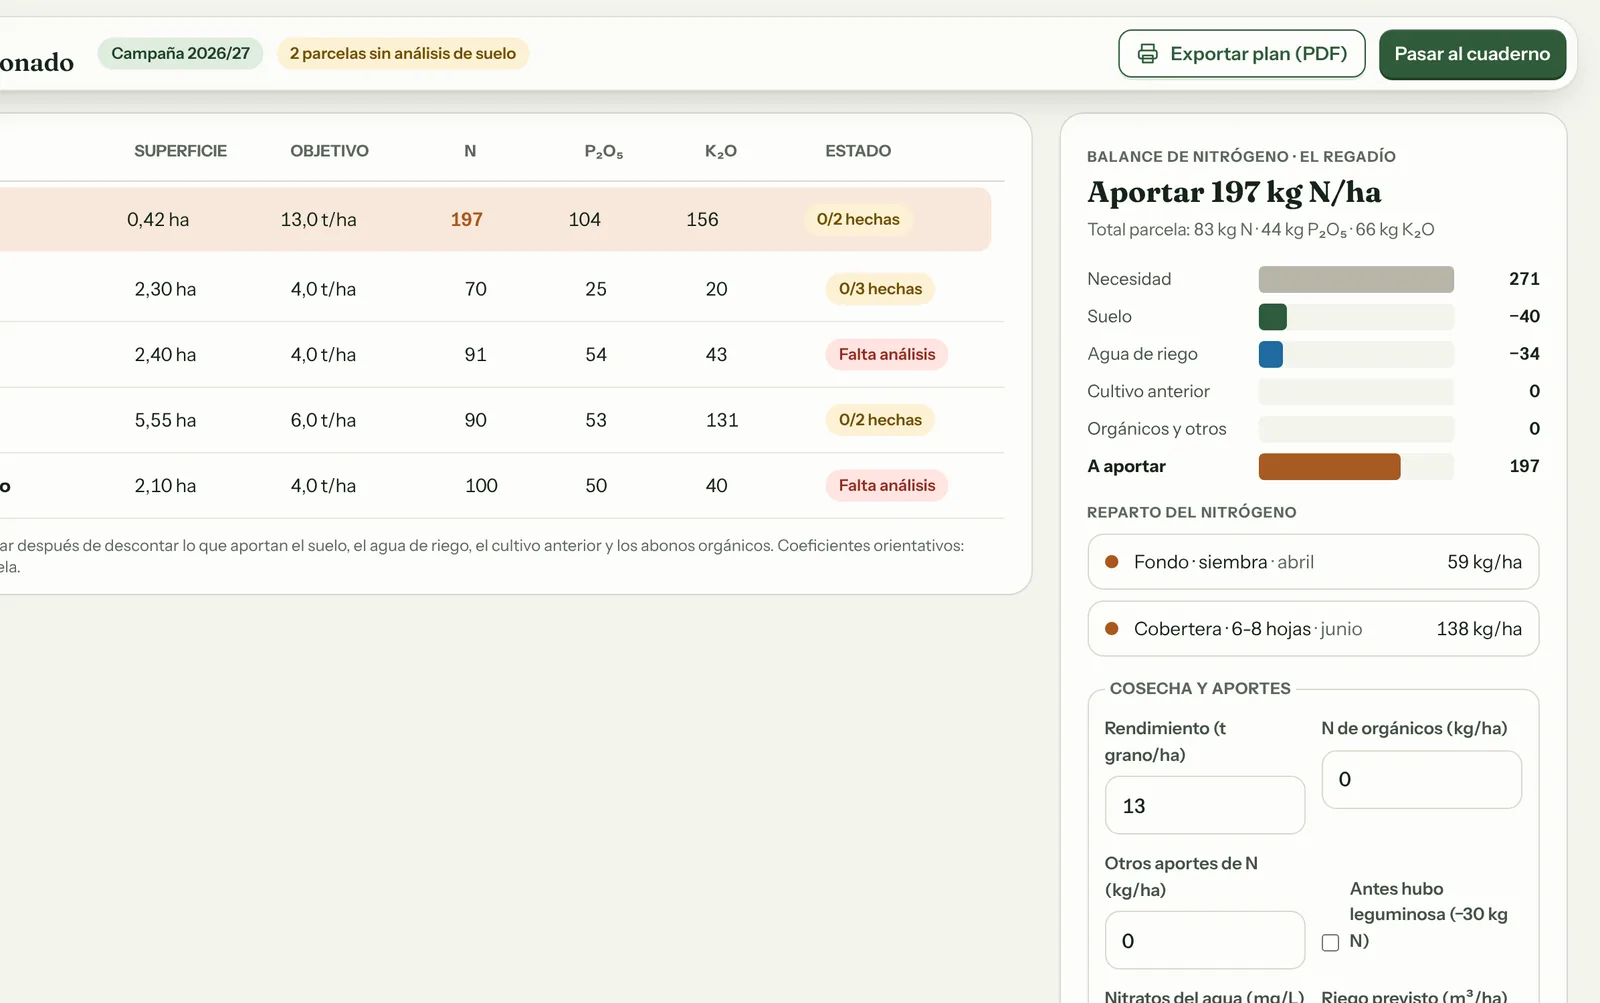 onado
Campaña 2026/27
2 parcelas sin análisis de suelo
Exportar plan (PDF)
Pasar al cuaderno
SUPERFICIE OBJETIVO N P₂O₅ K₂O ESTADO
0,42 ha 13,0 t/ha 197 104 156 0/2 hechas
2,30 ha 4,0 t/ha 70 25 20 0/3 hechas
2,40 ha 4,0 t/ha 91 54 43 Falta análisis
5,55 ha 6,0 t/ha 90 53 131 0/2 hechas
o 2,10 ha 4,0 t/ha 100 50 40 Falta análisis
ar después de descontar lo que aportan el suelo, el agua de riego, el cultivo anterior y los abonos orgánicos. Coeficientes orientativos:
ela.
BALANCE DE NITRÓGENO · EL REGADÍO
Aportar 197 kg N/ha
Total parcela: 83 kg N · 44 kg P₂O₅ · 66 kg K₂O
Necesidad 271
Suelo −40
Agua de riego −34
Cultivo anterior 0
Orgánicos y otros 0
A aportar 197
REPARTO DEL NITRÓGENO
Fondo · siembra · abril 59 kg/ha
Cobertera · 6-8 hojas · junio 138 kg/ha
COSECHA Y APORTES
Rendimiento (t
grano/ha)
13
N de orgánicos (kg/ha)
0
Otros aportes de N
(kg/ha)
0
Antes hubo
leguminosa (−30 kg
N)
Nitratos del agua (mg/L)
Riego previsto (m³/ha)